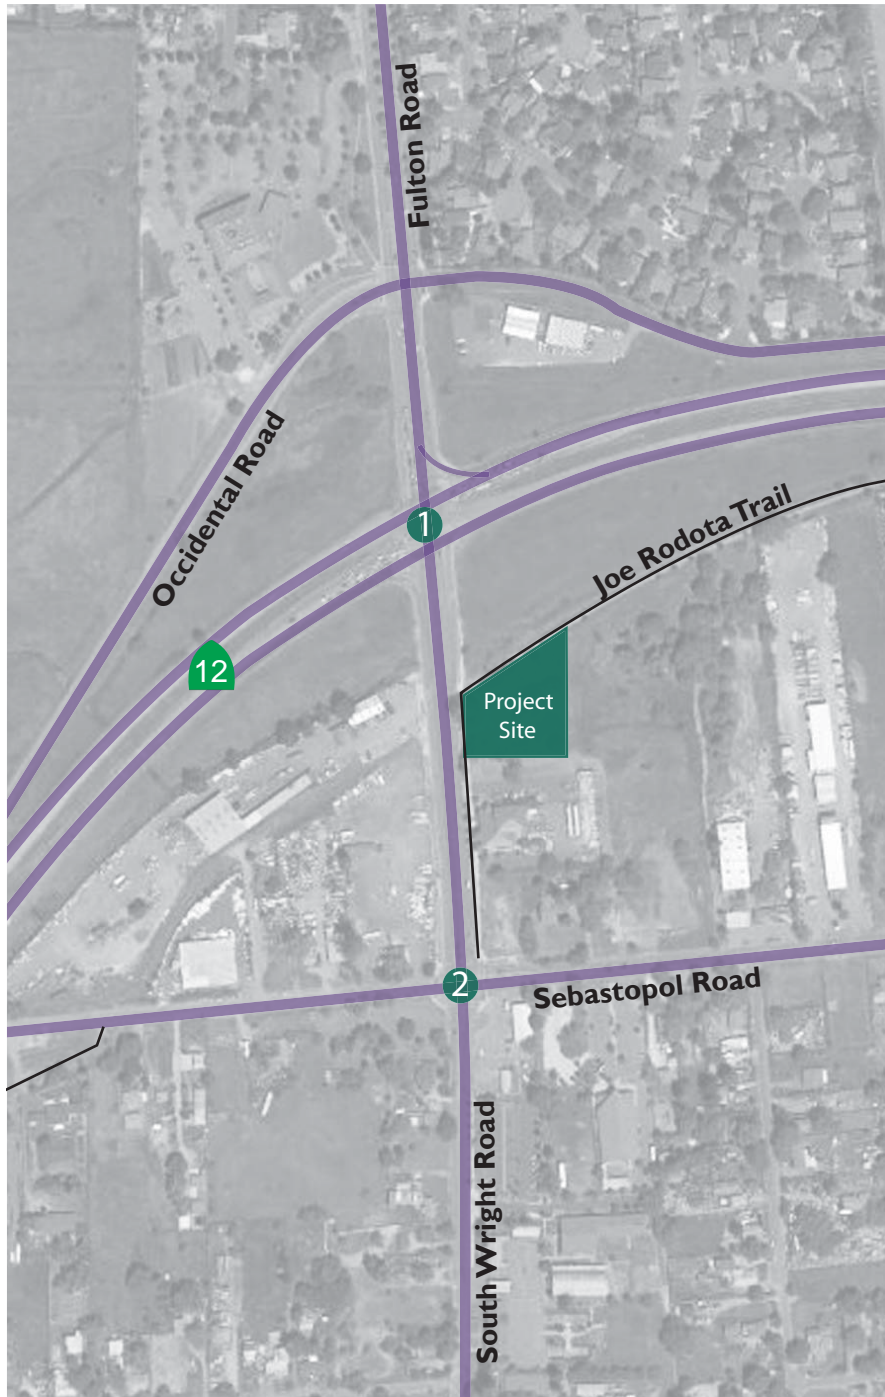 Fulton Road
Occidental Road
1
Joe Rodota Trail
12
Project
Site
2
Sebastopol Road
South Wright Road